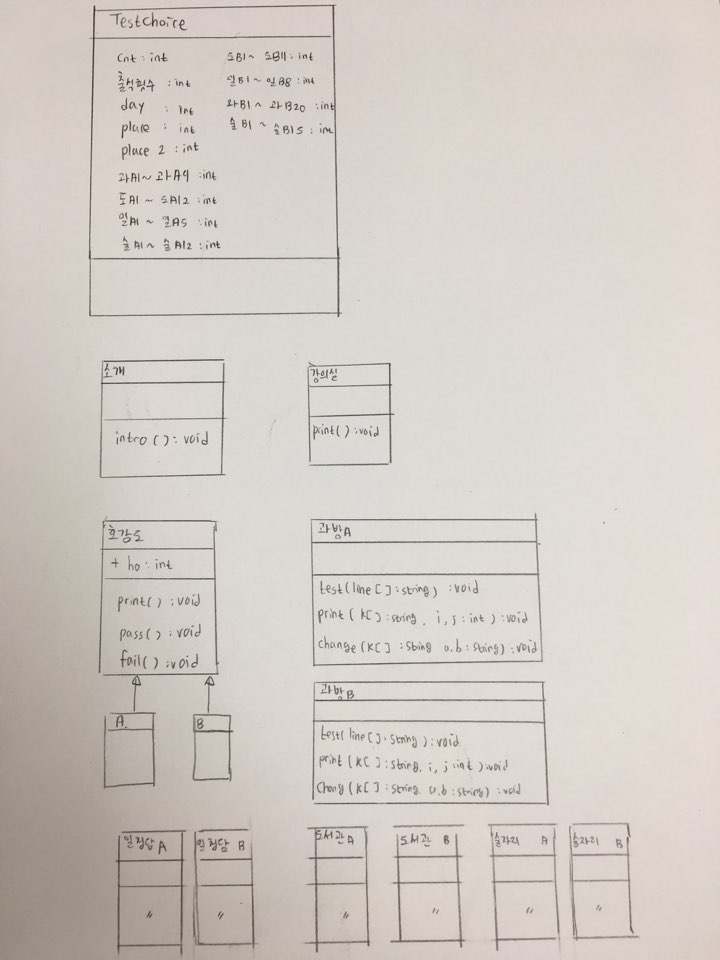 TestChoice
Cnt : int
출석횟수 : int
day : int
place : int
place 2 : int
과A1~과A9 :int
도A1 ~ 도A12 : int
일A1 ~ 일A5 : int
술A1~ 술A12 : int
도B1~ 도B11 : int
일B1~일B8 : int
과B1 ~ 과B20 : int
술B1 ~ 술B15 : int
소개
intro ( ) : void
강의실
print( ) : void
호감도
+ ho : int
print( ) : void
pass( ) : void
fail( ) : void
A
B
과방A
test(line[ ] : string) : void
print ( k[ ] : string, i, j : int ) : void
change (k[ ] : string a.b : string) : void
과방B
test( line[ ] : string ) : void
print (k[ ] : string, i, j : int ) : void
chang (k[ ] : string, a.b : string) : void
일정담 A
일정담 B
도서관 A
도서관 B
술자리 A
술자리 B
〃
〃
〃
〃
〃
〃